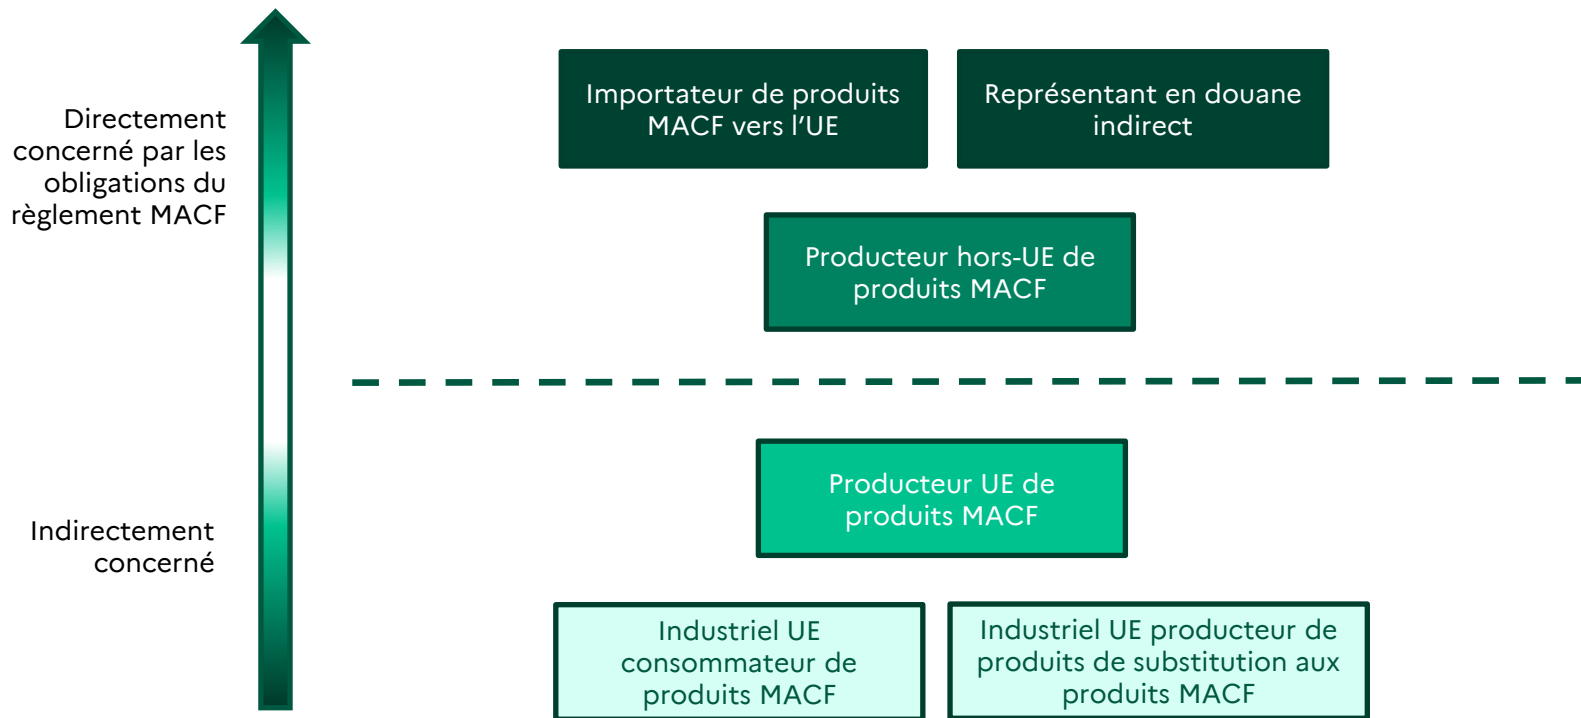 Directement
concerné par les
obligations du
règlement MACF
Importateur de produits
MACF vers l'UE
Représentant en douane
indirect
Producteur hors-UE de
produits MACF
Indirectement
concerné
Producteur UE de
produits MACF
Industriel UE
consommateur de
produits MACF
Industriel UE producteur de
produits de substitution aux
produits MACF